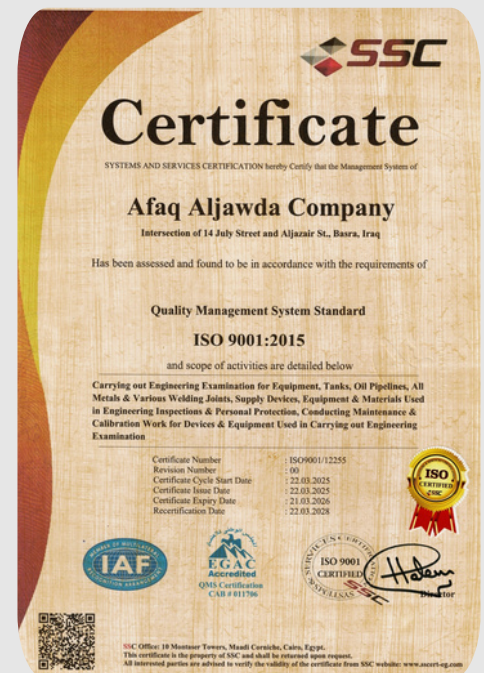 SSC
Certificate
SYSTEMS AND SERVICES CERTIFICATION hereby Certify that the Management System of
Afaq Aljawda Company
Intersection of 14 July Street and Aljazair St., Basra, Iraq
Has been assessed and found to be in accordance with the requirements of
Quality Management System Standard
ISO 9001:2015
and scope of activities are detailed below
Carrying out Engineering Examination for Equipment, Tanks, Oil Pipelines, All
Metals & Various Welding Joints, Supply Devices, Equipment & Materials Used
in Engineering Inspections & Personal Protection, Conducting Maintenance &
Calibration Work for Devices & Equipment Used in Carrying out Engineering
Examination
Certificate Number : ISO9001/12255
Revision Number : 00
Certificate Cycle Start Date : 22.03.2025
Certificate Issue Date : 22.03.2025
Certificate Expiry Date : 21.03.2026
Recertification Date : 22.03.2028
ISO
CERTIFIED
SSC
MEMBER OF MULTILATERAL
IAF
RECOGNITION ARRANGEMENT
EGAC
Accredited
QMS Certification
CAB # 011706
ISO 9001
CERTIFIED
SSC
Director
SSC Office: 10 Montaser Towers, Maadi Corniche, Cairo, Egypt.
This certificate is the property of SSC and shall be returned upon request.
All interested parties are advised to verify the validity of the certificate from SSC website: www.ascert-eg.com